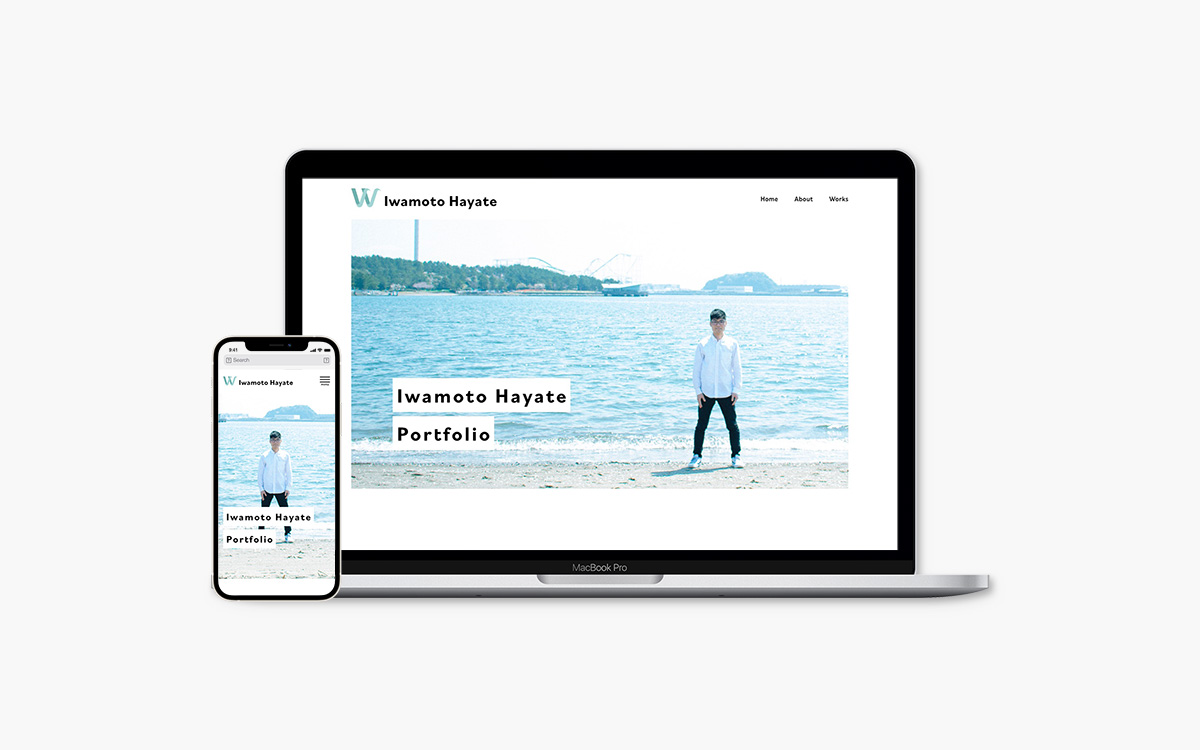 W Iwamoto Hayate
Home About Works
Iwamoto Hayate
Portfolio
MacBook Pro
9:41
Search
W Iwamoto Hayate
Iwamoto Hayate
Portfolio